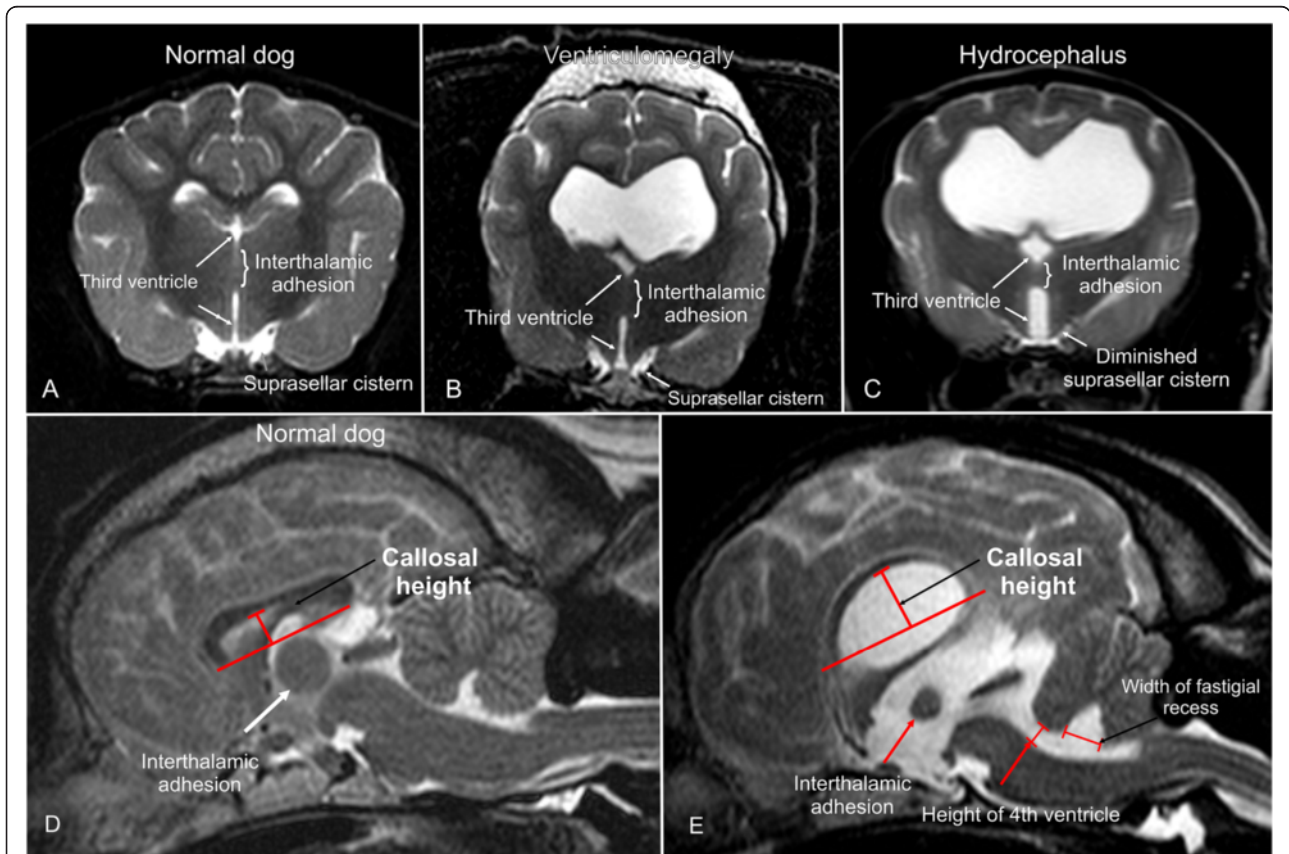 Normal dog
Third ventricle
Interthalamic
adhesion
Suprasellar cistern
A
Ventriculomegaly
Third ventricle
Interthalamic
adhesion
Suprasellar cistern
B
Hydrocephalus
Third ventricle
Interthalamic
adhesion
Diminished
suprasellar cistern
C
Normal dog
Callosal
height
Interthalamic
adhesion
D
Callosal
height
Width of fastigial
recess
Interthalamic
adhesion
Height of 4th ventricle
E